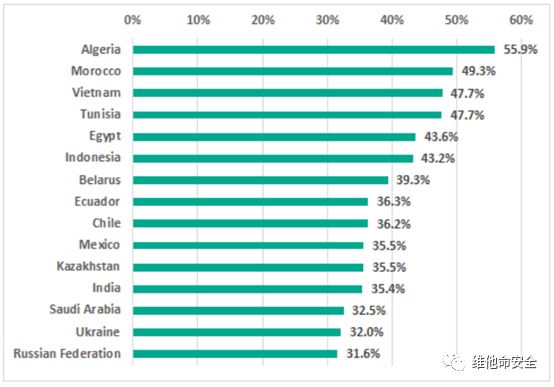 0% 10% 20% 30% 40% 50% 60%
Algeria 55.9%
Morocco 49.3%
Vietnam 47.7%
Tunisia 47.7%
Egypt 43.6%
Indonesia 43.2%
Belarus 39.3%
Ecuador 36.3%
Chile 36.2%
Mexico 35.5%
Kazakhstan 35.5%
India 35.4%
Saudi Arabia 32.5%
Ukraine 32.0%
Russian Federation 31.6%
维他命安全